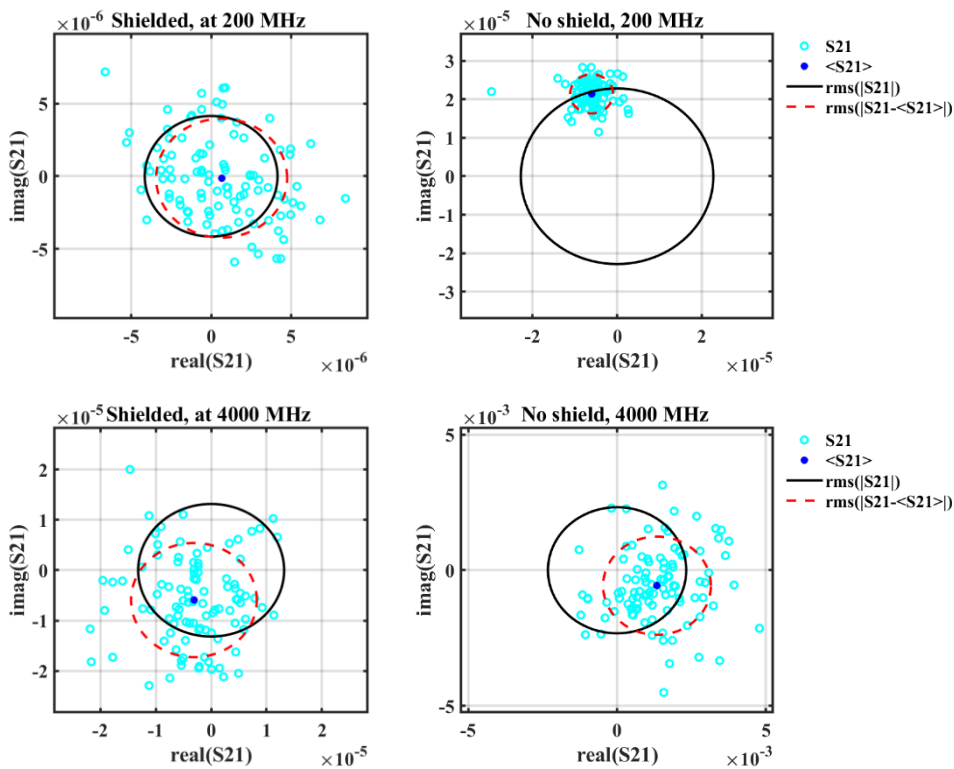 ×10⁻⁶ Shielded, at 200 MHz
5
0
-5
imag(S21)
-5 0 5
real(S21) ×10⁻⁶
×10⁻⁵ No shield, 200 MHz
3
2
1
0
-1
-2
-3
imag(S21)
-2 0 2
real(S21) ×10⁻⁵
S21
<S21>
rms(|S21|)
rms(|S21-<S21>|)
×10⁻⁵ Shielded, at 4000 MHz
2
1
0
-1
-2
imag(S21)
-2 -1 0 1 2
real(S21) ×10⁻⁵
×10⁻³ No shield, 4000 MHz
5
0
-5
imag(S21)
-5 0 5
real(S21) ×10⁻³
S21
<S21>
rms(|S21|)
rms(|S21-<S21>|)